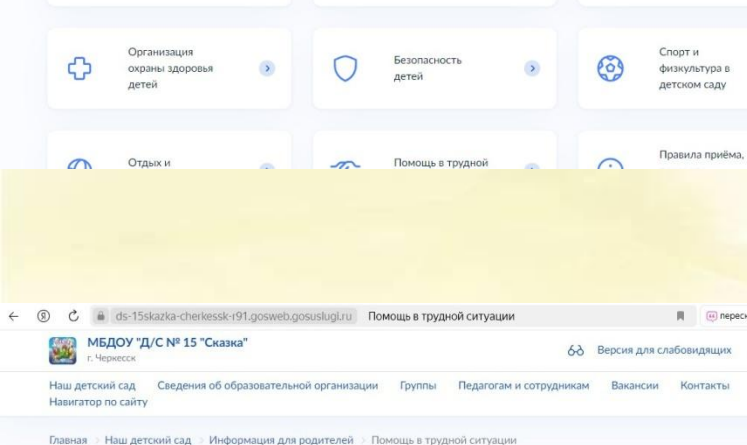 Организация
охраны здоровья
детей
Безопасность
детей
Спорт и
физкультура в
детском саду
Отдых и
Помощь в трудной
Правила приёма,
ds-15skazka-cherkessk-r91.gosweb.gosuslugi.ru Помощь в трудной ситуации
МБДОУ "Д/С № 15 "Сказка"
г. Черкесск
Версия для слабовидящих
Наш детский сад Сведения об образовательной организации Группы Педагогам и сотрудникам Вакансии Контакты
Навигатор по сайту
Главная > Наш детский сад > Информация для родителей > Помощь в трудной ситуации